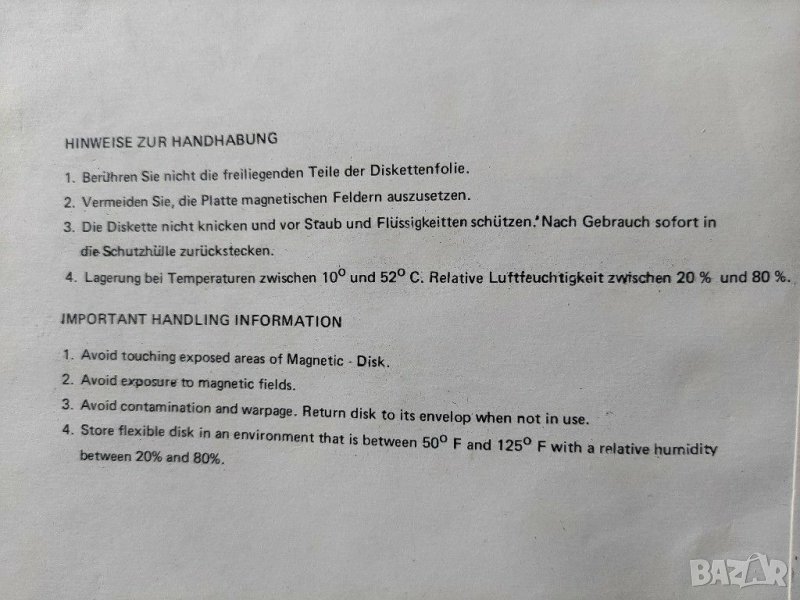 HINWEISE ZUR HANDHABUNG
1. Berühren Sie nicht die freiliegenden Teile der Diskettenfolie.
2. Vermeiden Sie, die Platte magnetischen Feldern auszusetzen.
3. Die Diskette nicht knicken und vor Staub und Flüssigkeitten schützen. Nach Gebrauch sofort in
die Schutzhülle zurückstecken.
4. Lagerung bei Temperaturen zwischen 10° und 52° C. Relative Luftfeuchtigkeit zwischen 20 % und 80 %.
IMPORTANT HANDLING INFORMATION
1. Avoid touching exposed areas of Magnetic - Disk.
2. Avoid exposure to magnetic fields.
3. Avoid contamination and warpage. Return disk to its envelop when not in use.
4. Store flexible disk in an environment that is between 50° F and 125° F with a relative humidity
between 20% and 80%.
BAZAR